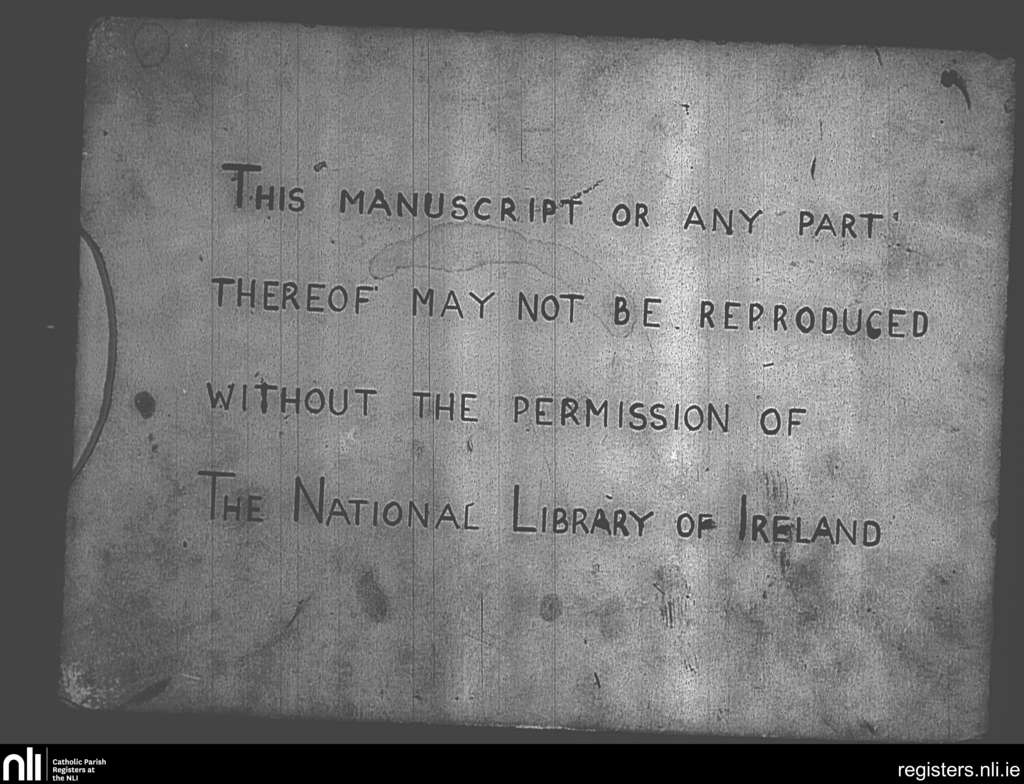 THIS MANUSCRIPT OR ANY PART
THEREOF MAY NOT BE REPRODUCED
WITHOUT THE PERMISSION OF
THE NATIONAL LIBRARY OF IRELAND
nli
Catholic Parish
Registers at
the NLI
registers.nli.ie